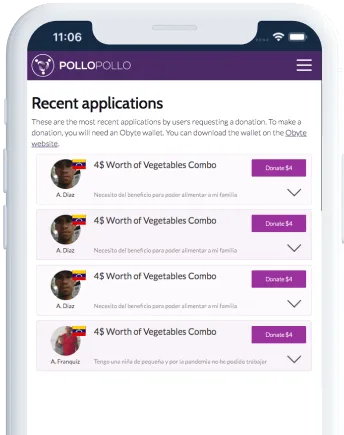 11:06
POLLOPOLLO
Recent applications
These are the most recent applications by users requesting a donation. To make a
donation, you will need an Obyte wallet. You can download the wallet on the Obyte
website.
4$ Worth of Vegetables Combo
Donate $4
A. Diaz
Necesito del beneficio para poder alimentar a mi familia
4$ Worth of Vegetables Combo
Donate $4
A. Diaz
Necesito del beneficio para poder alimentar a mi familia
4$ Worth of Vegetables Combo
Donate $4
A. Diaz
Necesito del beneficio para poder alimentar a mi familia
4$ Worth of Vegetables Combo
Donate $4
A. Franquiz
Tengo una niña de pequeña y por la pandemia no he podido trabajar